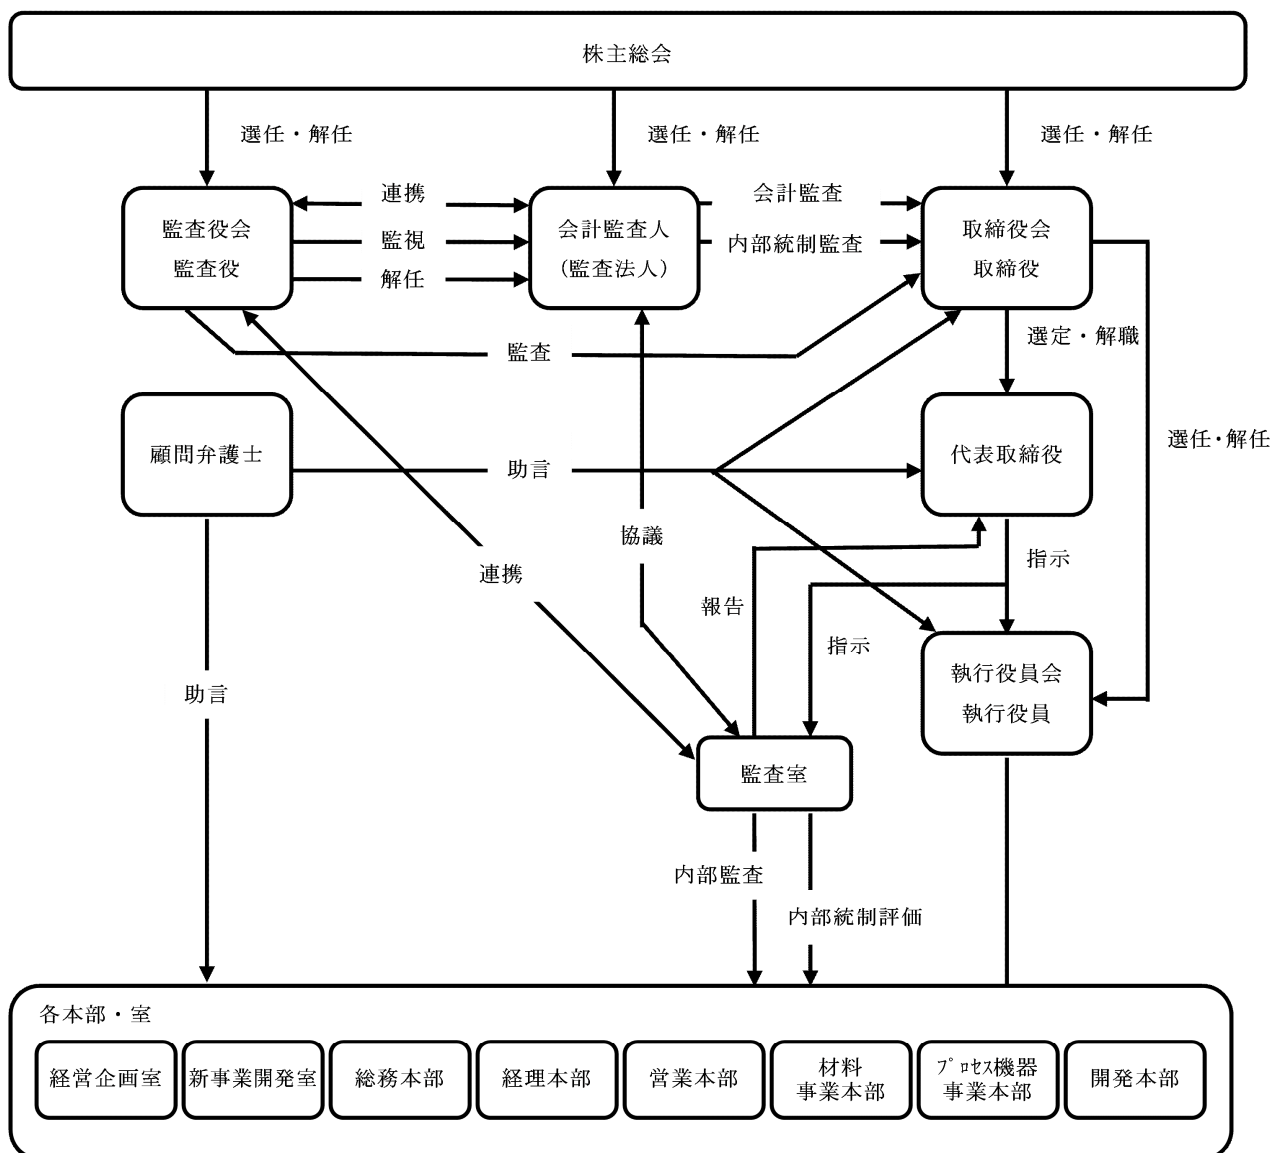 株主総会
選任・解任
選任・解任
選任・解任
監査役会
監査役
連携
監視
解任
会計監査人
（監査法人）
会計監査
内部統制監査
取締役会
取締役
監査
選定・解職
顧問弁護士
助言
代表取締役
選任・解任
協議
連携
報告
指示
指示
助言
執行役員会
執行役員
監査室
内部監査
内部統制評価
各本部・室
経営企画室
新事業開発室
総務本部
経理本部
営業本部
材料
事業本部
ﾌﾟﾛｾｽ機器
事業本部
開発本部